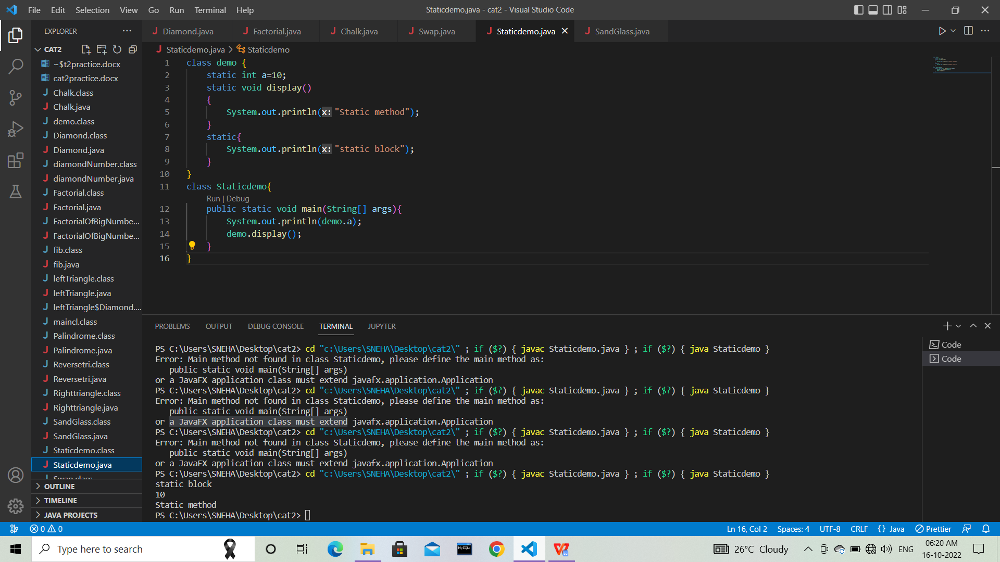 File Edit Selection View Go Run Terminal Help
Staticdemo.java - cat2 - Visual Studio Code
EXPLORER
Diamond.java Factorial.java Chalk.java Swap.java Staticdemo.java SandGlass.java
CAT2
Staticdemo.java > Staticdemo
~$t2practice.docx
cat2practice.docx
Chalk.class
Chalk.java
demo.class
Diamond.class
Diamond.java
diamondNumber.class
diamondNumber.java
Factorial.class
Factorial.java
FactorialOfBigNumbe...
FactorialOfBigNumbe...
fib.class
fib.java
leftTriangle.class
leftTriangle.java
leftTriangle$Diamond....
maincl.class
Palindrome.class
Palindrome.java
Reversetri.class
Reversetri.java
Righttriangle.class
Righttriangle.java
SandGlass.class
SandGlass.java
Staticdemo.class
Staticdemo.java
Swap.class
OUTLINE
TIMELINE
JAVA PROJECTS
1 class demo {
2 static int a=10;
3 static void display()
4 {
5 System.out.println(x: "Static method");
6 }
7 static{
8 System.out.println(x: "static block");
9 }
10 }
11 class Staticdemo{
Run | Debug
12 public static void main(String[] args){
13 System.out.println(demo.a);
14 demo.display();
15 }
16 }
PROBLEMS OUTPUT DEBUG CONSOLE TERMINAL JUPYTER
PS C:\Users\SNEHA\Desktop\cat2> cd "c:\Users\SNEHA\Desktop\cat2\" ; if ($?) { javac Staticdemo.java } ; if ($?) { java Staticdemo }
Error: Main method not found in class Staticdemo, please define the main method as:
public static void main(String[] args)
or a JavaFX application class must extend javafx.application.Application
PS C:\Users\SNEHA\Desktop\cat2> cd "c:\Users\SNEHA\Desktop\cat2\" ; if ($?) { javac Staticdemo.java } ; if ($?) { java Staticdemo }
Error: Main method not found in class Staticdemo, please define the main method as:
public static void main(String[] args)
or a JavaFX application class must extend javafx.application.Application
PS C:\Users\SNEHA\Desktop\cat2> cd "c:\Users\SNEHA\Desktop\cat2\" ; if ($?) { javac Staticdemo.java } ; if ($?) { java Staticdemo }
Error: Main method not found in class Staticdemo, please define the main method as:
public static void main(String[] args)
or a JavaFX application class must extend javafx.application.Application
PS C:\Users\SNEHA\Desktop\cat2> cd "c:\Users\SNEHA\Desktop\cat2\" ; if ($?) { javac Staticdemo.java } ; if ($?) { java Staticdemo }
static block
10
Static method
PS C:\Users\SNEHA\Desktop\cat2>
Code
Code
0 0
Ln 16, Col 2 Spaces: 4 UTF-8 CRLF {} Java Prettier
Type here to search
MySQL
26°C Cloudy
ENG
06:20 AM
16-10-2022